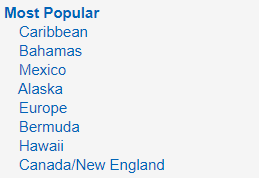 Most Popular
Caribbean
Bahamas
Mexico
Alaska
Europe
Bermuda
Hawaii
Canada/New England